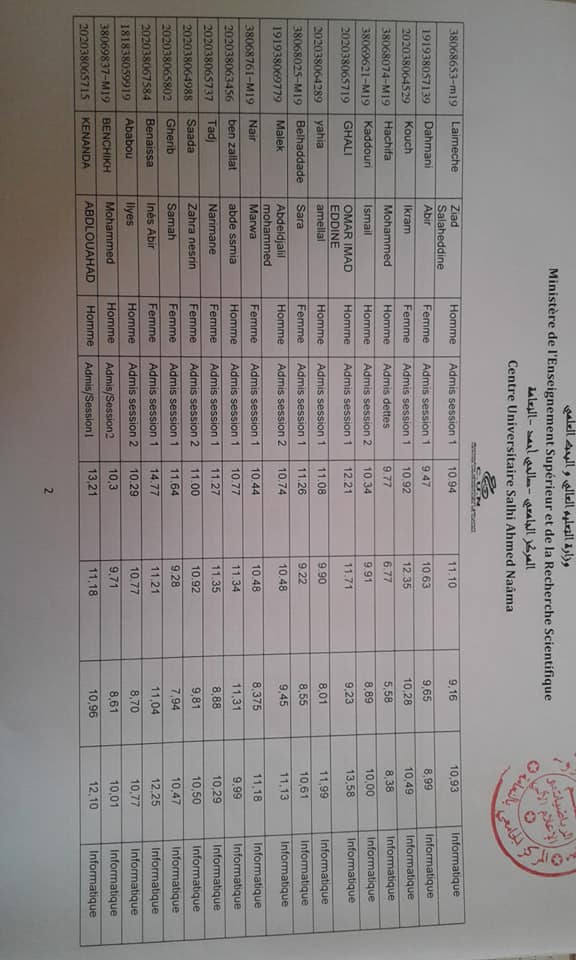 وزارة التعليم العالي و البحث العلمي
Ministère de l'Enseignement Supérieur et de la Recherche Scientifique
المركز الجامعي - صالحي أحمد - النعامة
Centre Universitaire Salhi Ahmed Naâma
38068653-m19 Laimeche Ziad Salaheddine Homme Admis session 1 10.94 11,10 9,16 10,93 Informatique
191938057139 Dahmani Abir Femme Admis session 1 9.47 10.63 9,65 8,99 Informatique
202038064529 Kouch Ikram Femme Admis session 1 10.92 12.35 10,28 10,49 Informatique
38068074-M19 Hachifa Mohammed Homme Admis dettes 9.77 6.77 5,58 8,38 Informatique
38069621-M19 Kaddouri Ismail Homme Admis session 2 10.34 9.91 8,89 10,00 Informatique
202038065719 GHALI OMAR IMAD EDDINE Homme Admis session 1 12.21 11.71 9,23 13,58 Informatique
202038064289 yahia amellal Homme Admis session 1 11.08 9.90 8,01 11,99 Informatique
38068025-M19 Belhaddade Sara Femme Admis session 1 11.26 9.22 8,55 10,61 Informatique
191938069779 Malek Abdeldjalil mohammed Homme Admis session 2 10.74 10.48 9,45 11,13 Informatique
38068761-M19 Nair Marwa Femme Admis session 1 10.44 10.48 8,375 11,18 Informatique
202038063456 ben zallat abde ssmia Homme Admis session 1 10.77 11.34 11,31 9,99 Informatique
202038065737 Tadj Narimane Femme Admis session 1 11.27 11,35 8,88 10,29 Informatique
202038064988 Saada Zahra nesrin Femme Admis session 2 11.00 10.92 9,81 10,50 Informatique
202038065802 Gherib Samah Femme Admis session 1 11.64 9.28 7,94 10,47 Informatique
202038067584 Benaissa Inès Abir Femme Admis session 1 14.77 11.21 11,04 12,25 Informatique
181838059919 Ababou Ilyes Homme Admis session 2 10.29 10.77 8,70 10,77 Informatique
38069837-M19 BENCHIKH Mohammed Homme Admis/Session2 10,3 9,71 8,61 10,01 Informatique
202038065715 KENANDA ABDLOUAHAD Homme Admis/Session1 13,21 11,18 10,96 12,10 Informatique
2